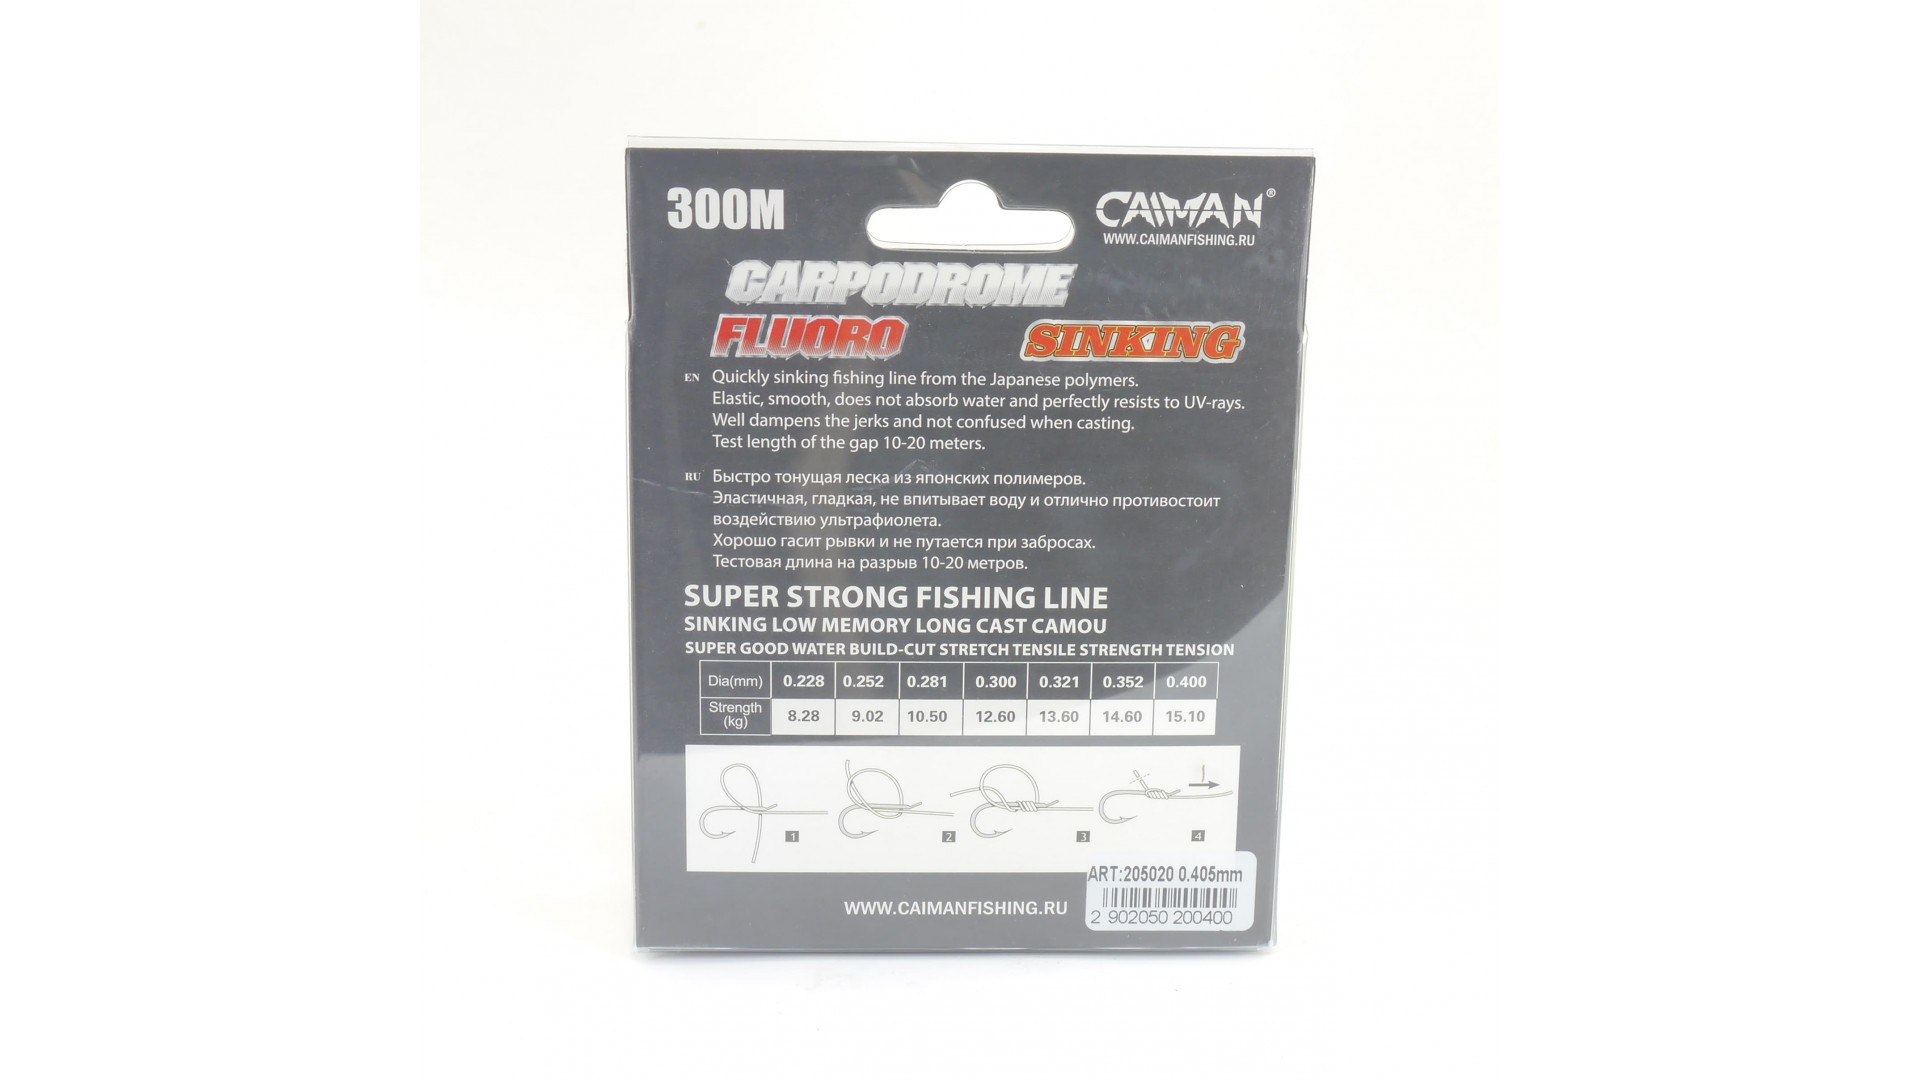 300M
CAIMAN®
WWW.CAIMANFISHING.RU
CARPODROME
FLUORO
SINKING
EN Quickly sinking fishing line from the Japanese polymers.
Elastic, smooth, does not absorb water and perfectly resists to UV-rays.
Well dampens the jerks and not confused when casting.
Test length of the gap 10-20 meters.
RU Быстро тонущая леска из японских полимеров.
Эластичная, гладкая, не впитывает воду и отлично противостоит
воздействию ультрафиолета.
Хорошо гасит рывки и не путается при забросах.
Тестовая длина на разрыв 10-20 метров.
SUPER STRONG FISHING LINE
SINKING LOW MEMORY LONG CAST CAMOU
SUPER GOOD WATER BUILD-CUT STRETCH TENSILE STRENGTH TENSION
Dia(mm) 0.228 0.252 0.281 0.300 0.321 0.352 0.400
Strength (kg) 8.28 9.02 10.50 12.60 13.60 14.60 15.10
1 2 3 4
ART:205020 0.405mm
2 902050 200400
WWW.CAIMANFISHING.RU